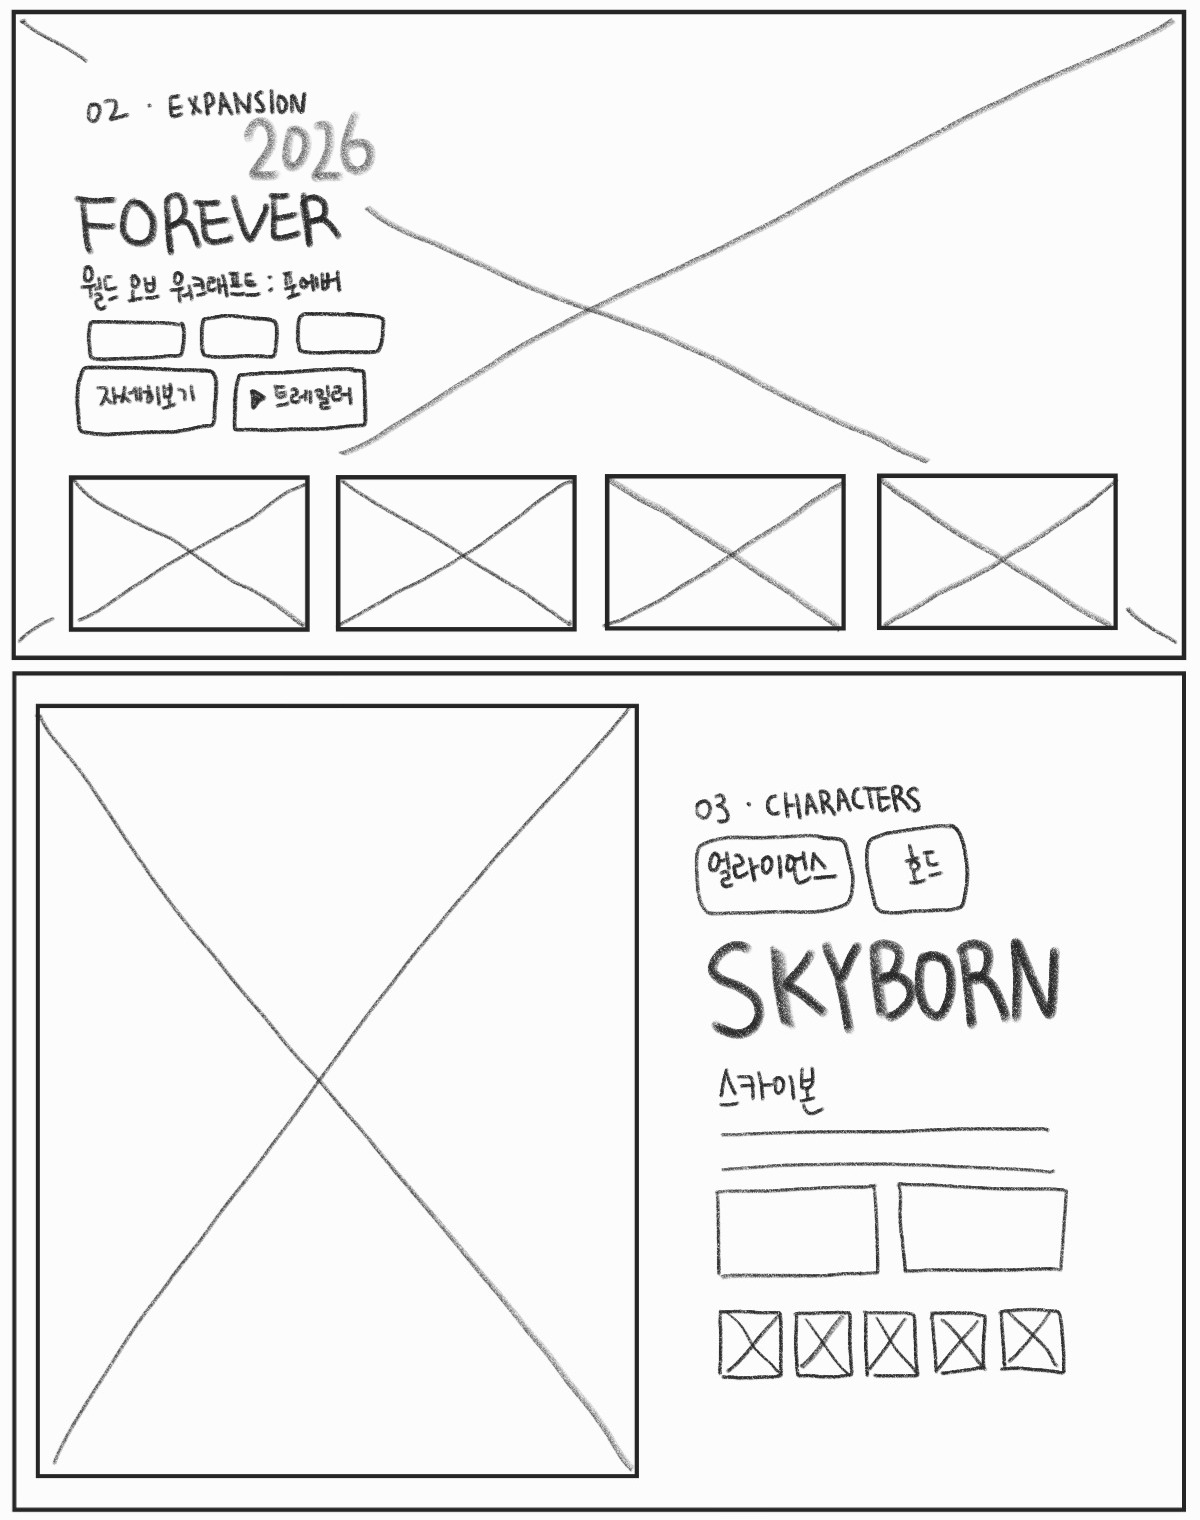 02 · EXPANSION
2026
FOREVER
월드 오브 워크래프트 : 포에버
자세히보기
▶ 트레일러
03 · CHARACTERS
얼라이언스
호드
SKYBORN
스카이본